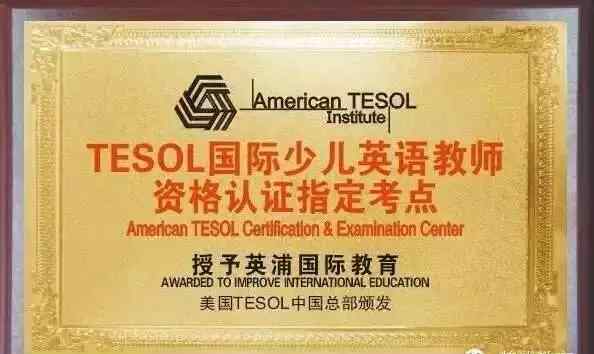 American TESOL
Institute
TESOL国际少儿英语教师
资格认证指定考点
American TESOL Certification & Examination Center
授予英浦国际教育
AWARDED TO IMPROVE INTERNATIONAL EDUCATION
美国TESOL中国总部颁发